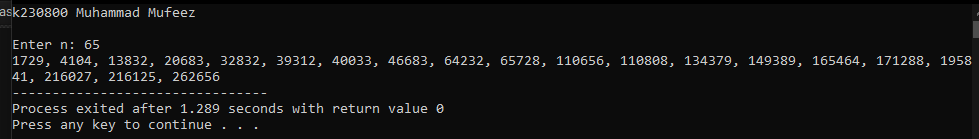 as
k230800 Muhammad Mufeez
Enter n: 65
1729, 4104, 13832, 20683, 32832, 39312, 40033, 46683, 64232, 65728, 110656, 110808, 134379, 149389, 165464, 171288, 1958
41, 216027, 216125, 262656
--------------------------------
Process exited after 1.289 seconds with return value 0
Press any key to continue . . .